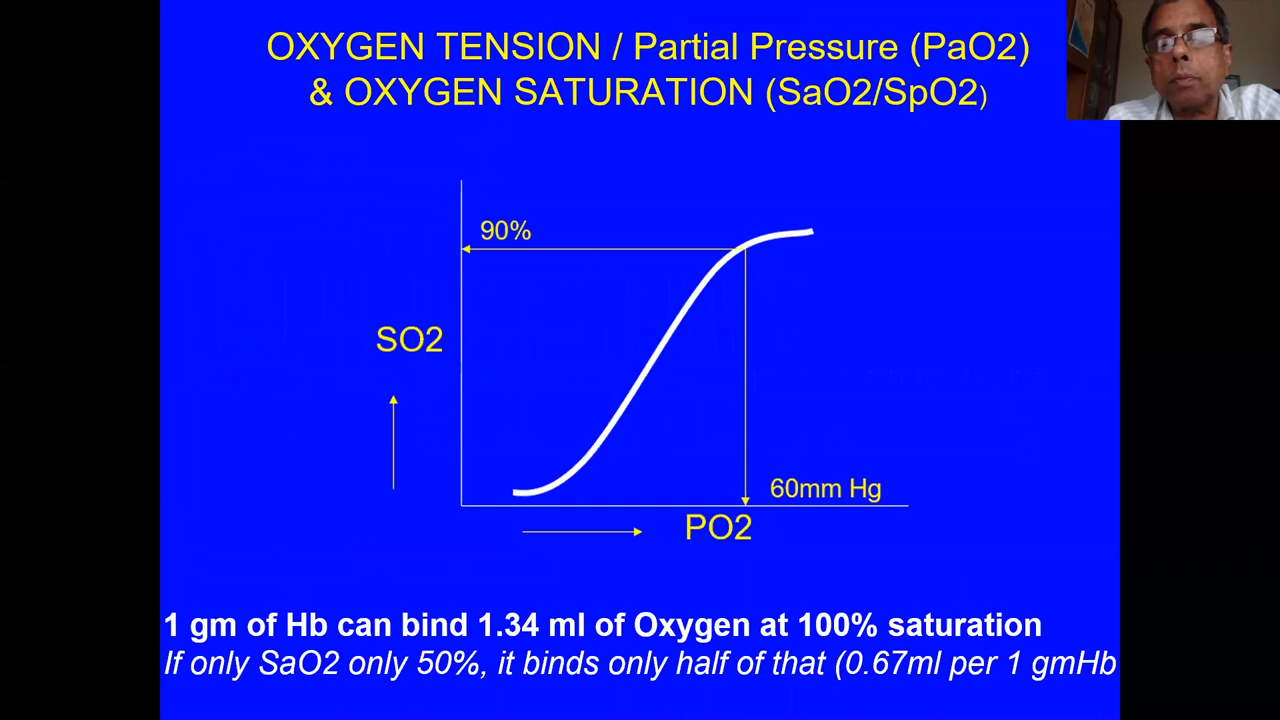 OXYGEN TENSION / Partial Pressure (PaO2)
& OXYGEN SATURATION (SaO2/SpO2)
90%
SO2
60mm Hg
PO2
1 gm of Hb can bind 1.34 ml of Oxygen at 100% saturation
If only SaO2 only 50%, it binds only half of that (0.67ml per 1 gmHb